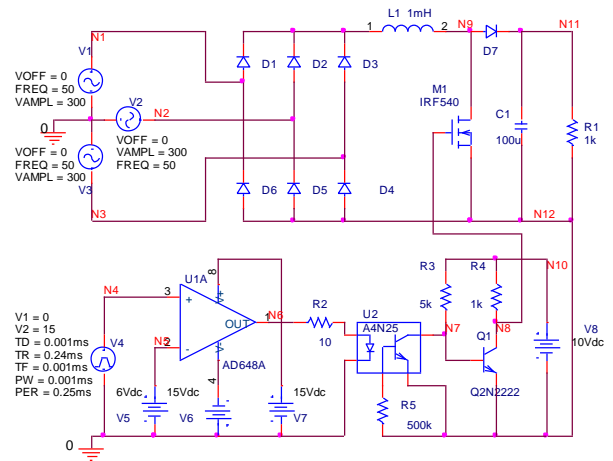 L1 1mH
1
2
N9
N11
N1
V1
D7
VOFF = 0
FREQ = 50
VAMPL = 300
D1
D2
D3
M1
IRF540
V2
N2
C1
R1
0
VOFF = 0
VAMPL = 300
FREQ = 50
100u
1k
VOFF = 0
FREQ = 50
VAMPL = 300
V3
D6
D5
D4
N3
N12
U1A
8
V+
R3
R4
N10
N4
3
+
U2
V1 = 0
V2 = 15
TD = 0.001ms
TR = 0.24ms
TF = 0.001ms
PW = 0.001ms
PER = 0.25ms
V4
OUT
1
N6
R2
A4N25
5k
1k
N7
N8
V8
10Vdc
N5
2
-
V-
AD648A
10
Q1
4
6Vdc
15Vdc
15Vdc
Q2N2222
V5
V6
V7
R5
500k
0